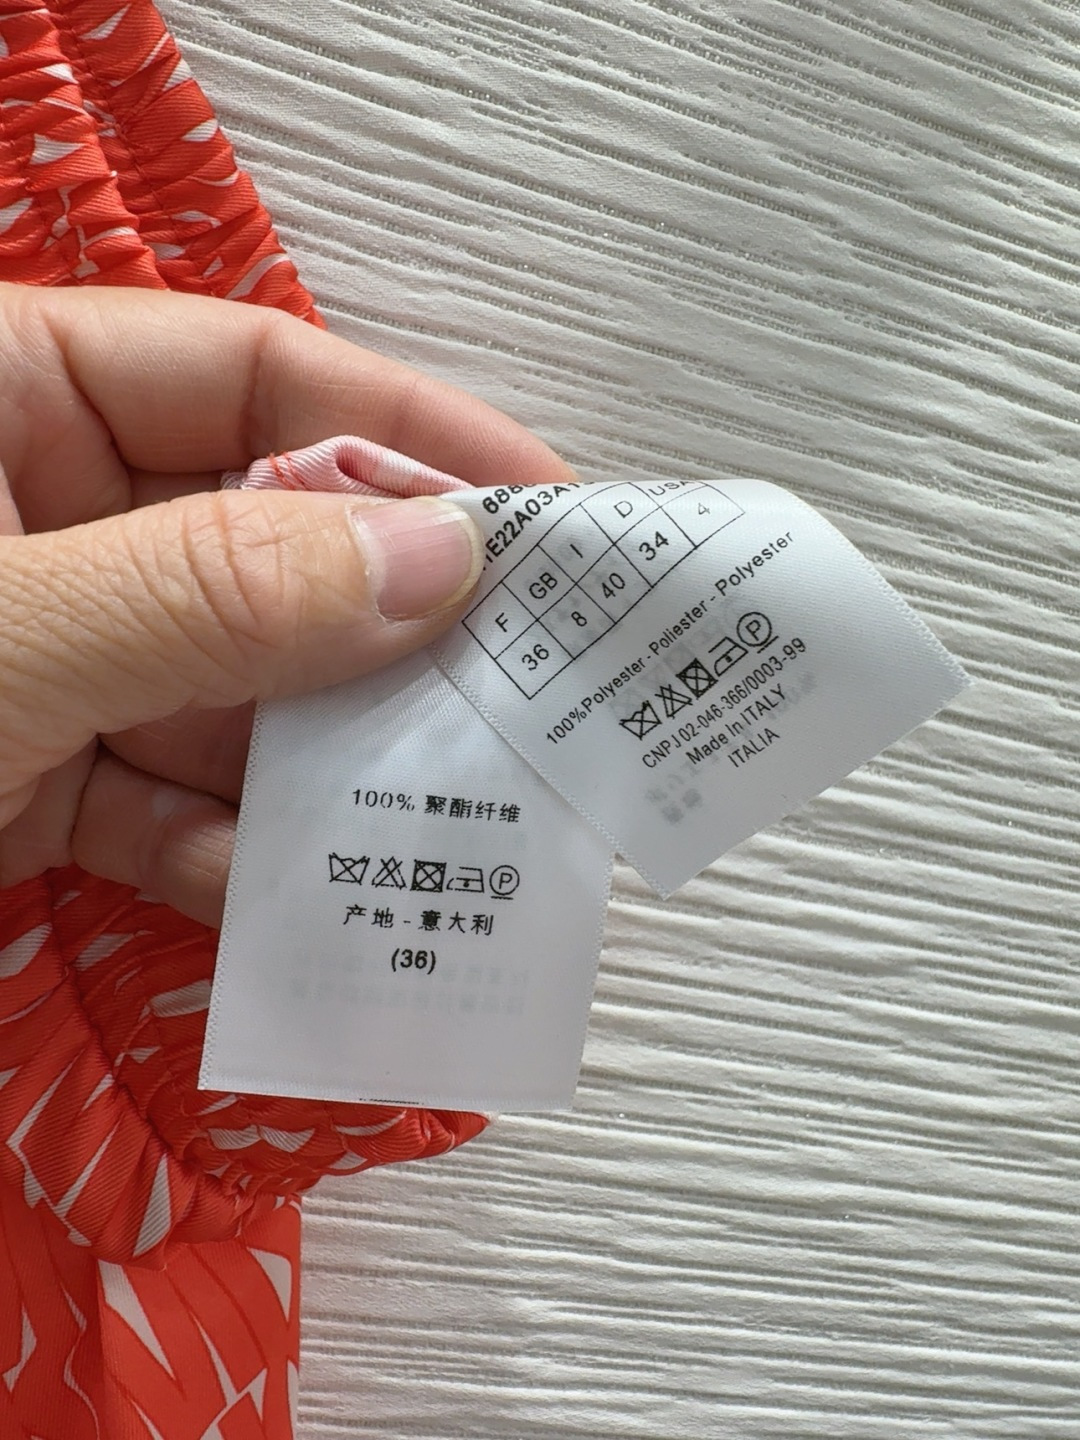 F GB I D USA
36 8 40 34 4
100%Polyester - Poliester - Polyester
P
CNPJ 02-046-366/0003-99
Made In ITALY
ITALIA
100% 聚酯纤维
P
产地 - 意大利
(36)